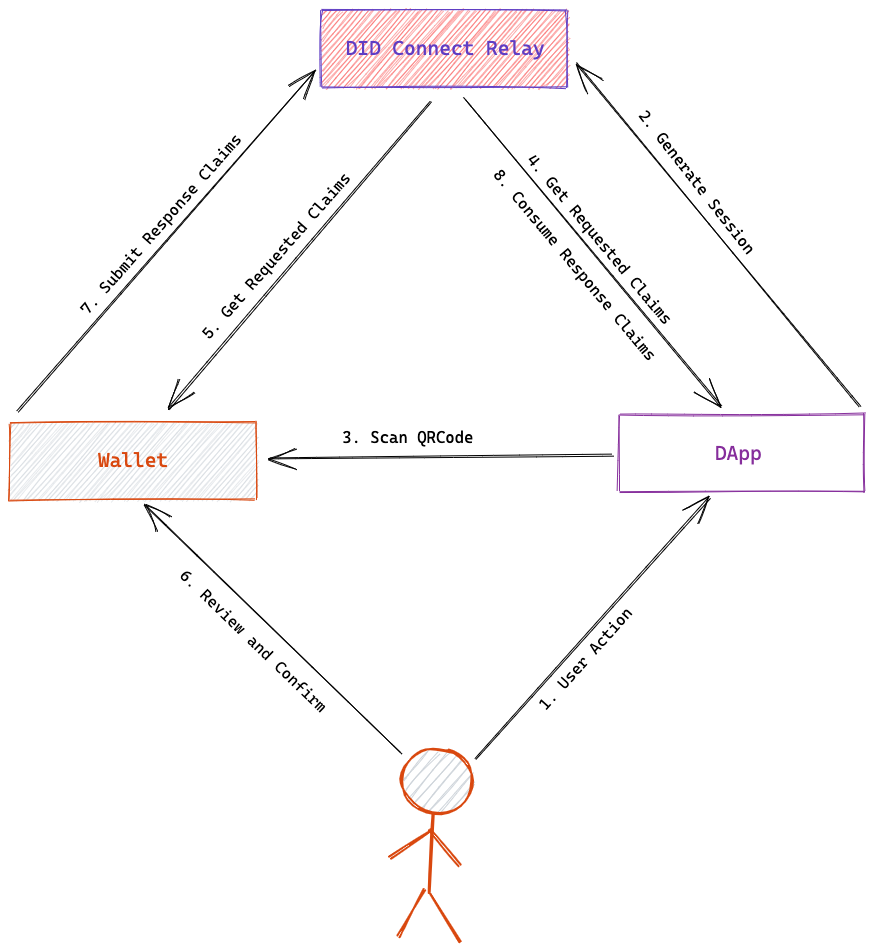 DID Connect Relay
2. Generate Session
4. Get Requested Claims
8. Consume Response Claims
7. Submit Response Claims
5. Get Requested Claims
3. Scan QRCode
Wallet
DApp
6. Review and Confirm
1. User Action